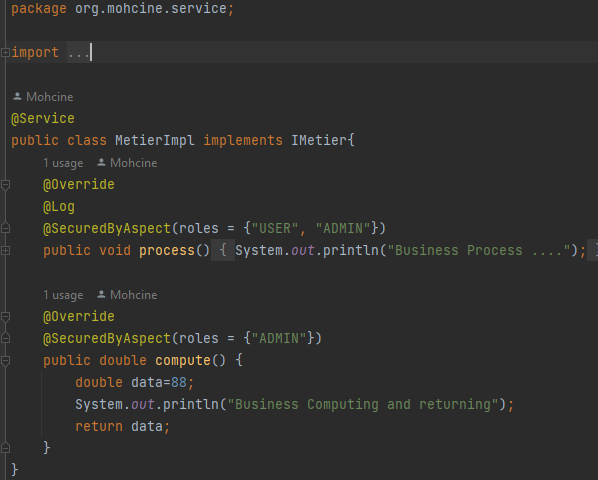 package org.mohcine.service;
import ...
Mohcine
@Service
public class MetierImpl implements IMetier{
1 usage Mohcine
@Override
@Log
@SecuredByAspect(roles = {"USER", "ADMIN"})
public void process() { System.out.println("Business Process ...."); }
1 usage Mohcine
@Override
@SecuredByAspect(roles = {"ADMIN"})
public double compute() {
double data=88;
System.out.println("Business Computing and returning");
return data;
}
}